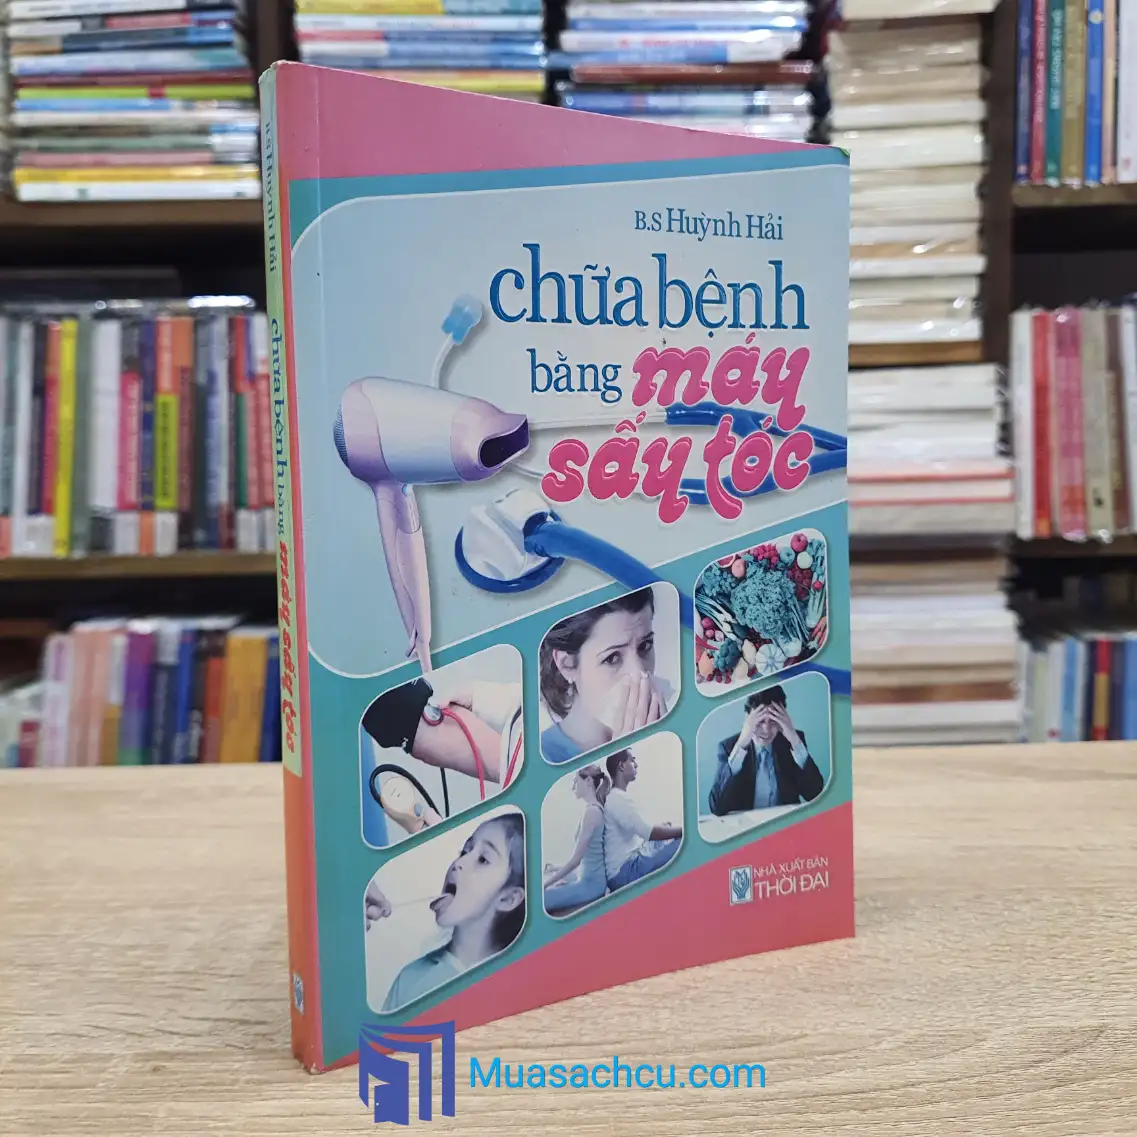 B.S Huỳnh Hải
chữa bệnh
bằng máy
sấy tóc
NHÀ XUẤT BẢN
THỜI ĐẠI
B.S Huỳnh Hải chữa bệnh bằng máy sấy tóc
Muasachcu.com